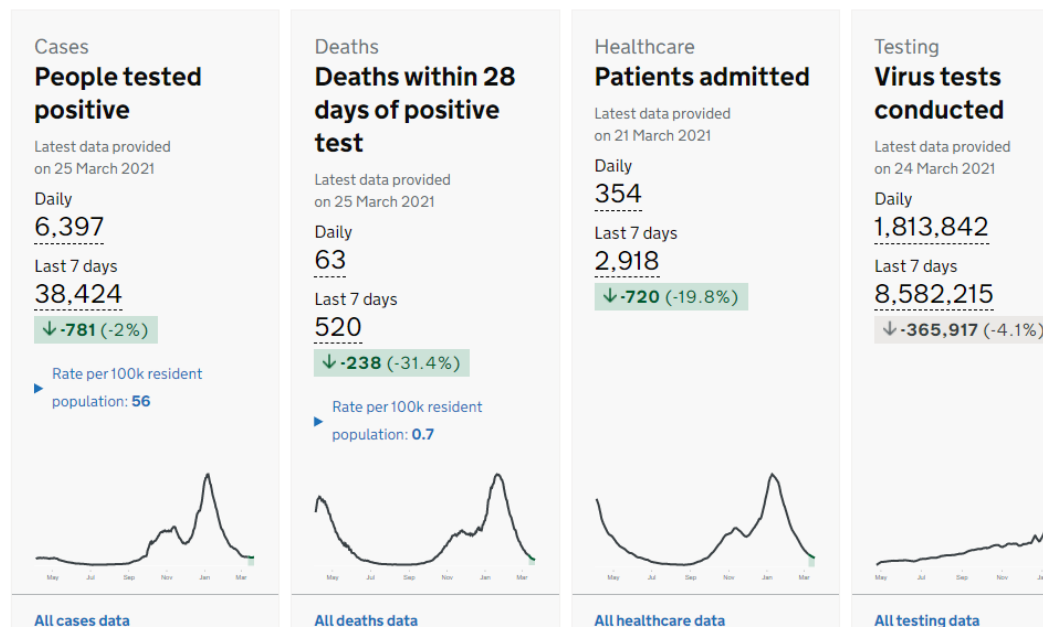 Cases
People tested
positive
Latest data provided
on 25 March 2021
Daily
6,397
Last 7 days
38,424
-781 (-2%)
Rate per 100k resident
population: 56
May Jul Sep Nov Jan Mar
All cases data
Deaths
Deaths within 28
days of positive
test
Latest data provided
on 25 March 2021
Daily
63
Last 7 days
520
-238 (-31.4%)
Rate per 100k resident
population: 0.7
May Jul Sep Nov Jan Mar
All deaths data
Healthcare
Patients admitted
Latest data provided
on 21 March 2021
Daily
354
Last 7 days
2,918
-720 (-19.8%)
May Jul Sep Nov Jan Mar
All healthcare data
Testing
Virus tests
conducted
Latest data provided
on 24 March 2021
Daily
1,813,842
Last 7 days
8,582,215
-365,917 (-4.1%)
May Jul Sep Nov
All testing data